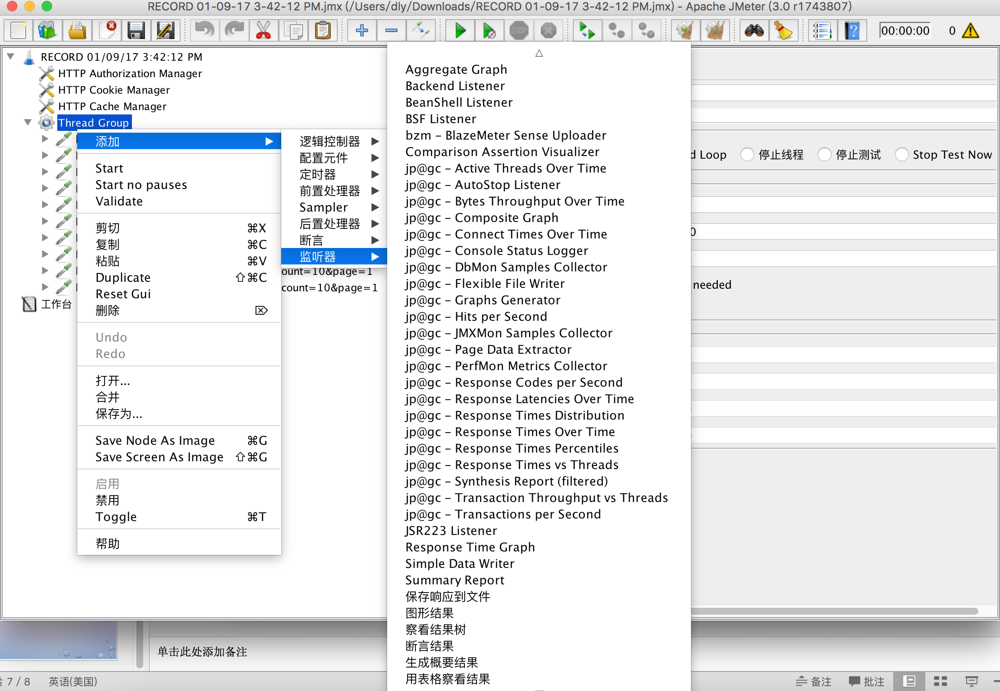 RECORD 01-09-17 3-42-12 PM.jmx (/Users/dly/Downloads/RECORD 01-09-17 3-42-12 PM.jmx) - Apache JMeter (3.0 r1743807)
STOP
00:00:00
0
RECORD 01/09/17 3:42:12 PM
HTTP Authorization Manager
HTTP Cookie Manager
HTTP Cache Manager
Thread Group
ount=10&page=1
count=10&page=1
工作台
添加
Start
Start no pauses
Validate
剪切 ⌘X
复制 ⌘C
粘贴 ⌘V
Duplicate ⇧⌘C
Reset Gui
删除 ⌦
Undo
Redo
打开...
合并
保存为...
Save Node As Image ⌘G
Save Screen As Image ⇧⌘G
启用
禁用
Toggle ⌘T
帮助
逻辑控制器
配置元件
定时器
前置处理器
Sampler
后置处理器
断言
监听器
Aggregate Graph
Backend Listener
BeanShell Listener
BSF Listener
bzm - BlazeMeter Sense Uploader
Comparison Assertion Visualizer
jp@gc - Active Threads Over Time
jp@gc - AutoStop Listener
jp@gc - Bytes Throughput Over Time
jp@gc - Composite Graph
jp@gc - Connect Times Over Time
jp@gc - Console Status Logger
jp@gc - DbMon Samples Collector
jp@gc - Flexible File Writer
jp@gc - Graphs Generator
jp@gc - Hits per Second
jp@gc - JMXMon Samples Collector
jp@gc - Page Data Extractor
jp@gc - PerfMon Metrics Collector
jp@gc - Response Codes per Second
jp@gc - Response Latencies Over Time
jp@gc - Response Times Distribution
jp@gc - Response Times Over Time
jp@gc - Response Times Percentiles
jp@gc - Response Times vs Threads
jp@gc - Synthesis Report (filtered)
jp@gc - Transaction Throughput vs Threads
jp@gc - Transactions per Second
JSR223 Listener
Response Time Graph
Simple Data Writer
Summary Report
保存响应到文件
图形结果
察看结果树
断言结果
生成概要结果
用表格察看结果
d Loop 停止线程 停止测试 Stop Test Now
0
needed
单击此处添加备注
7 / 8 英语(美国) 备注 批注